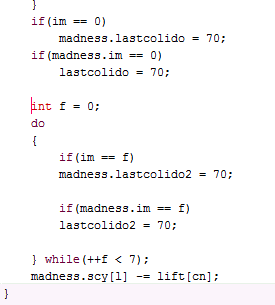 }
if(im == 0)
madness.lastcolido = 70;
if(madness.im == 0)
lastcolido = 70;
int f = 0;
do
{
if(im == f)
madness.lastcolido2 = 70;
if(madness.im == f)
lastcolido2 = 70;
} while(++f < 7);
madness.scy[l] -= lift[cn];
}